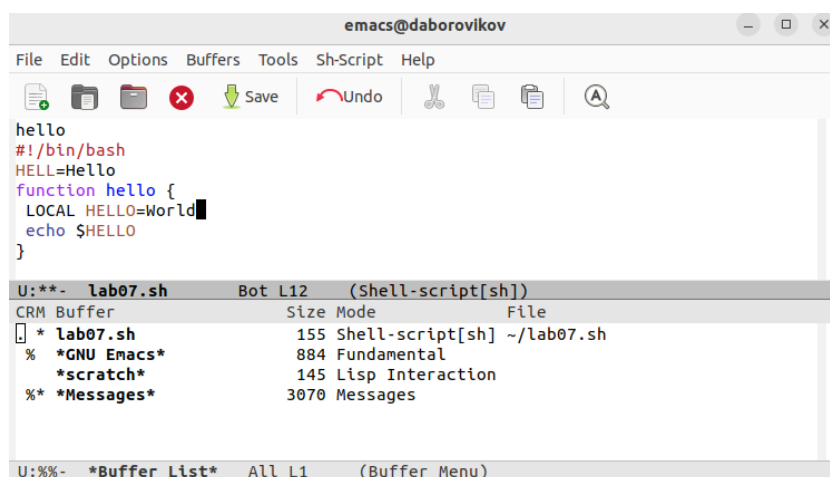 emacs@daborovikov
File Edit Options Buffers Tools Sh-Script Help
Save Undo
hello
#!/bin/bash
HELL=Hello
function hello {
 LOCAL HELLO=World
 echo $HELLO
}
U:**-  lab07.sh       Bot L12    (Shell-script[sh])
CRM Buffer                Size Mode             File
. * lab07.sh               155 Shell-script[sh] ~/lab07.sh
 %  *GNU Emacs*            884 Fundamental
    *scratch*              145 Lisp Interaction
 %* *Messages*            3070 Messages
U:%%-  *Buffer List*   All L1     (Buffer Menu)